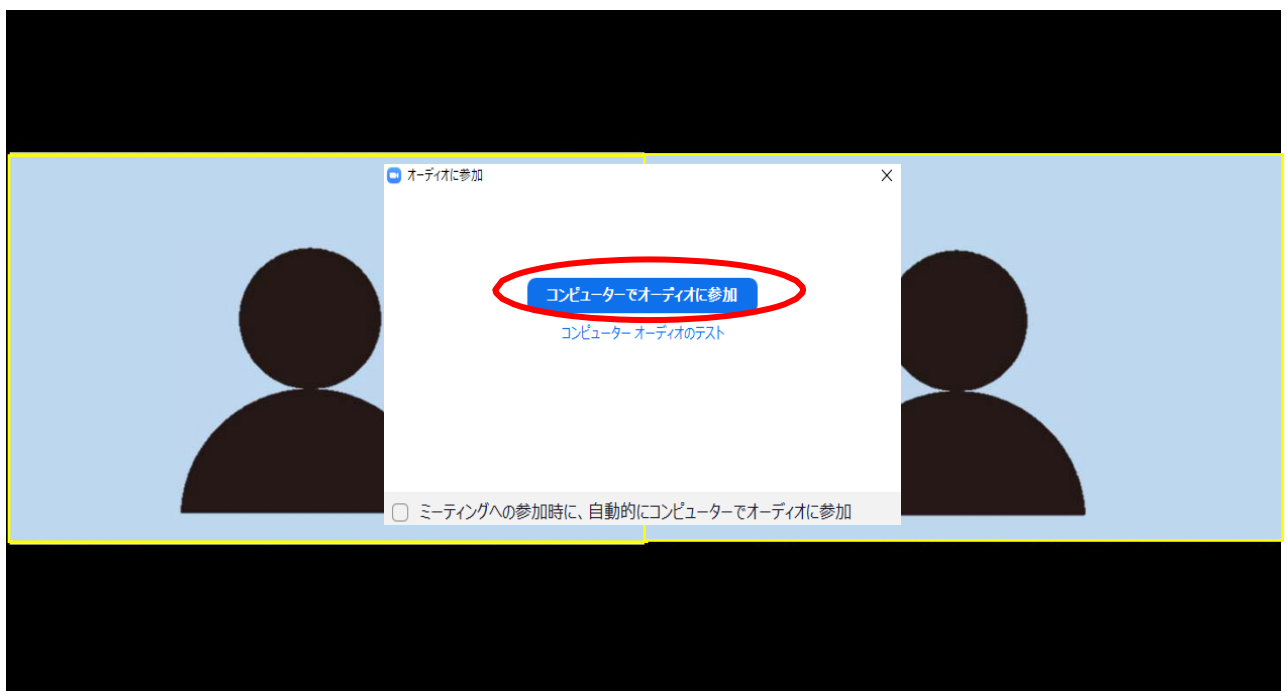 オーディオに参加
コンピューターでオーディオに参加
コンピューター オーディオのテスト
ミーティングへの参加時に、自動的にコンピューターでオーディオに参加